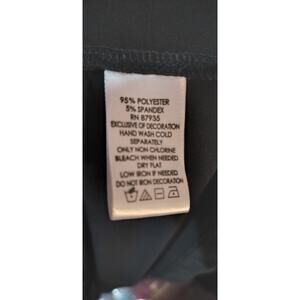 95% POLYESTER
5% SPANDEX
RN 87935
EXCLUSIVE OF DECORATION
HAND WASH COLD
SEPARATELY
ONLY NON CHLORINE
BLEACH WHEN NEEDED
DRY FLAT
LOW IRON IF NEEDED
DO NOT IRON DECORATION